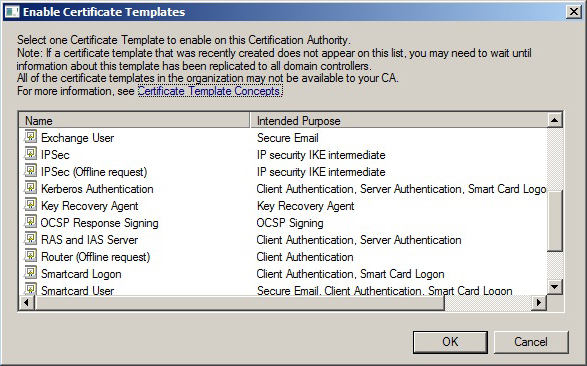 Enable Certificate Templates
Select one Certificate Template to enable on this Certification Authority.
Note: If a certificate template that was recently created does not appear on this list, you may need to wait until
information about this template has been replicated to all domain controllers.
All of the certificate templates in the organization may not be available to your CA.
For more information, see Certificate Template Concepts.
Name Intended Purpose
Exchange User Secure Email
IPSec IP security IKE intermediate
IPSec (Offline request) IP security IKE intermediate
Kerberos Authentication Client Authentication, Server Authentication, Smart Card Logo
Key Recovery Agent Key Recovery Agent
OCSP Response Signing OCSP Signing
RAS and IAS Server Client Authentication, Server Authentication
Router (Offline request) Client Authentication
Smartcard Logon Client Authentication, Smart Card Logon
Smartcard User Secure Email, Client Authentication, Smart Card Logon
OK Cancel